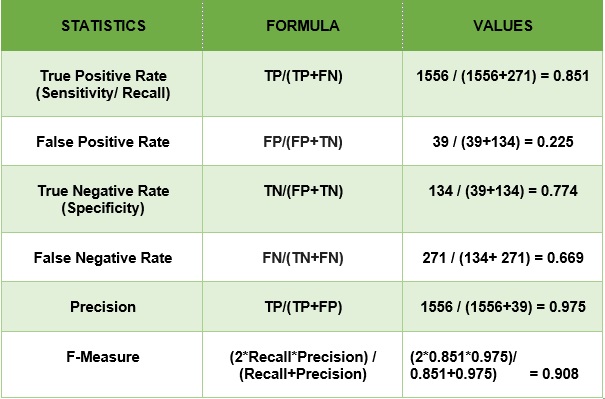 STATISTICS FORMULA VALUES
True Positive Rate
(Sensitivity/ Recall) TP/(TP+FN) 1556 / (1556+271) = 0.851
False Positive Rate FP/(FP+TN) 39 / (39+134) = 0.225
True Negative Rate
(Specificity) TN/(FP+TN) 134 / (39+134) = 0.774
False Negative Rate FN/(TN+FN) 271 / (134+ 271) = 0.669
Precision TP/(TP+FP) 1556 / (1556+39) = 0.975
F-Measure (2*Recall*Precision) / (2*0.851*0.975)/
(Recall+Precision) 0.851+0.975) = 0.908